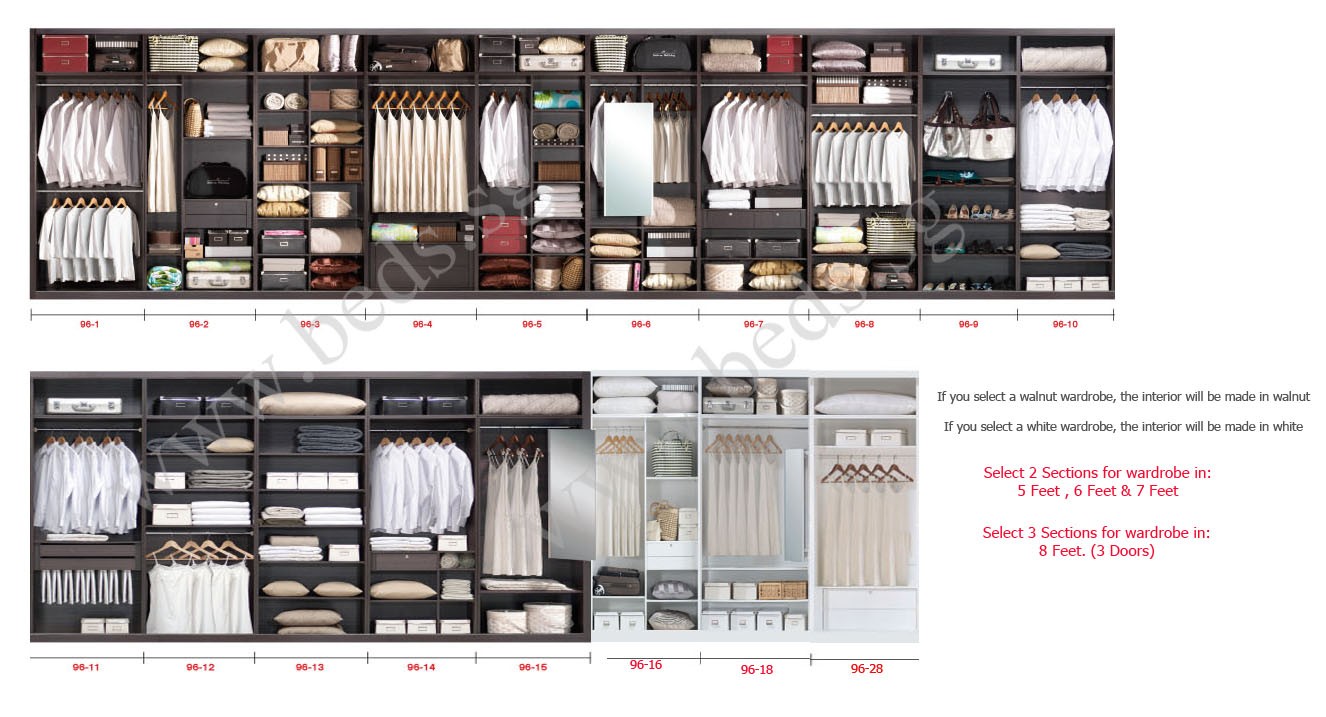 96-1 96-2 96-3 96-4 96-5 96-6 96-7 96-8 96-9 96-10
www.beds.sg
www.beds.sg
If you select a walnut wardrobe, the interior will be made in walnut
If you select a white wardrobe, the interior will be made in white
Select 2 Sections for wardrobe in:
5 Feet , 6 Feet & 7 Feet
Select 3 Sections for wardrobe in:
8 Feet. (3 Doors)
96-11 96-12 96-13 96-14 96-15 96-16 96-18 96-28